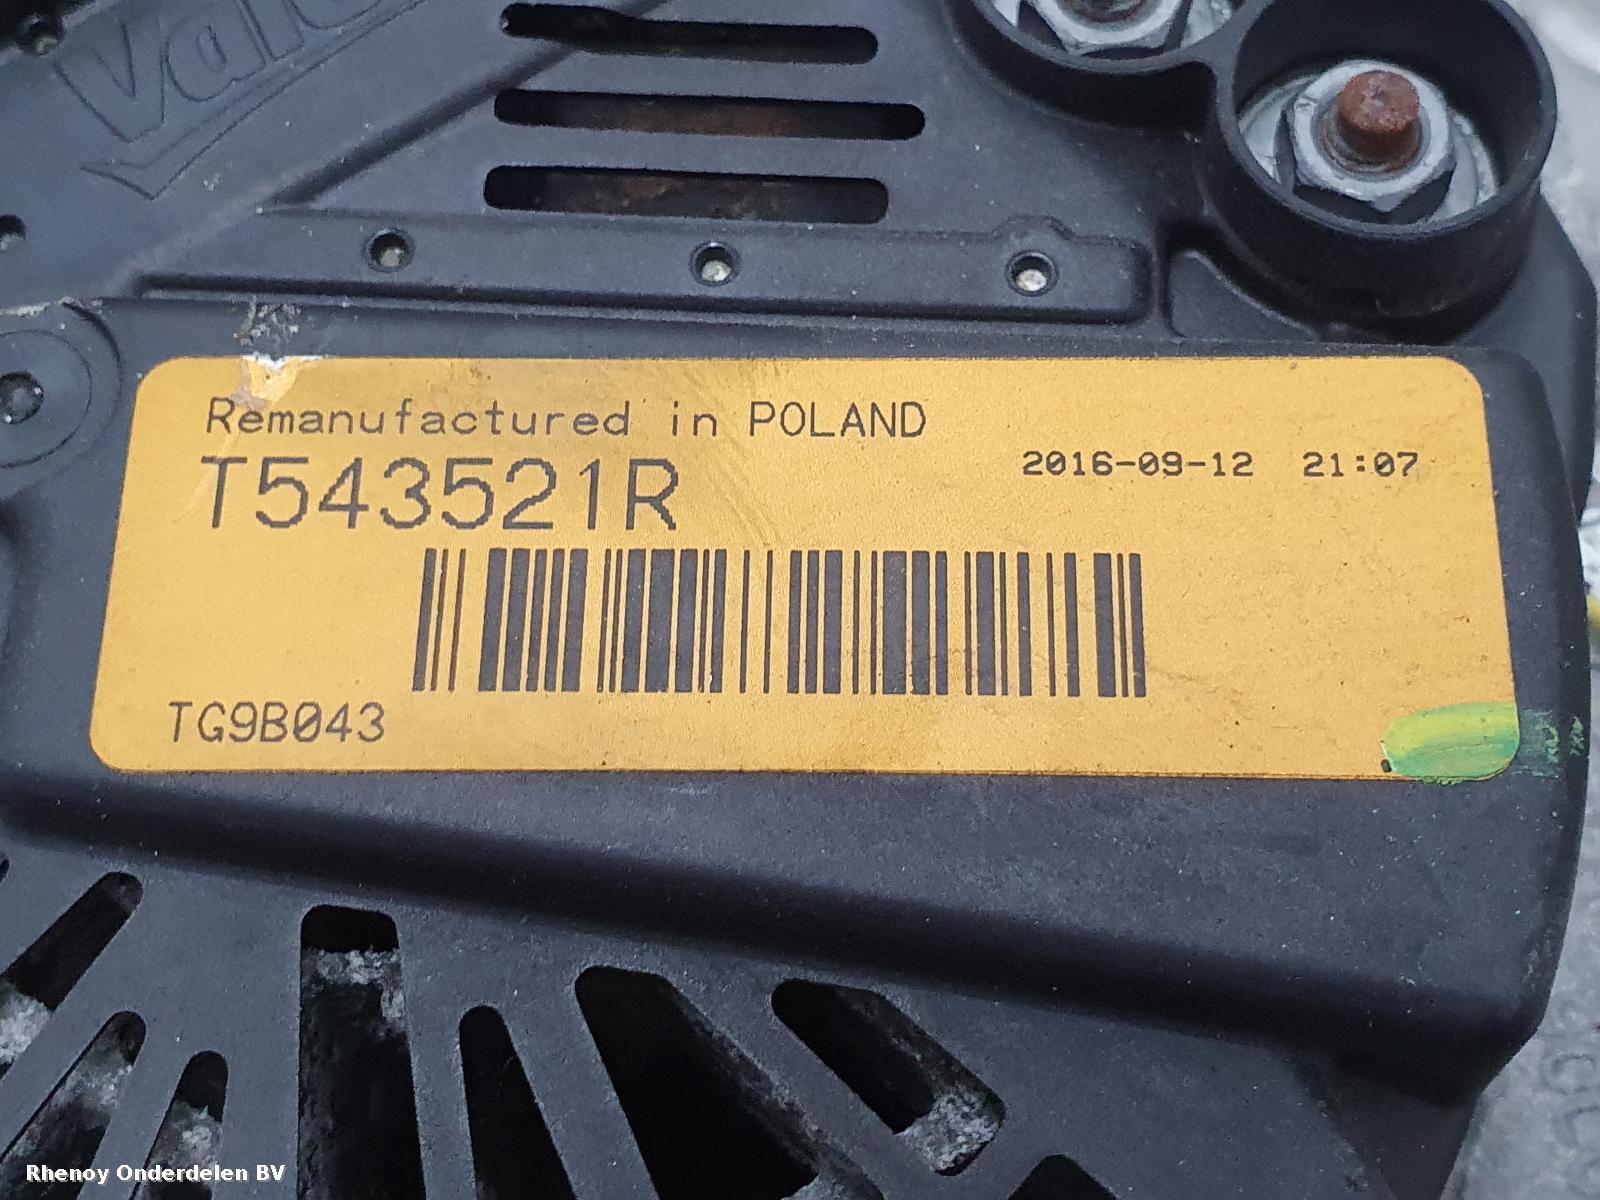 Remanufactured in POLAND
T543521R
2016-09-12 21:07
TG9B043
Rhenoy Onderdelen BV